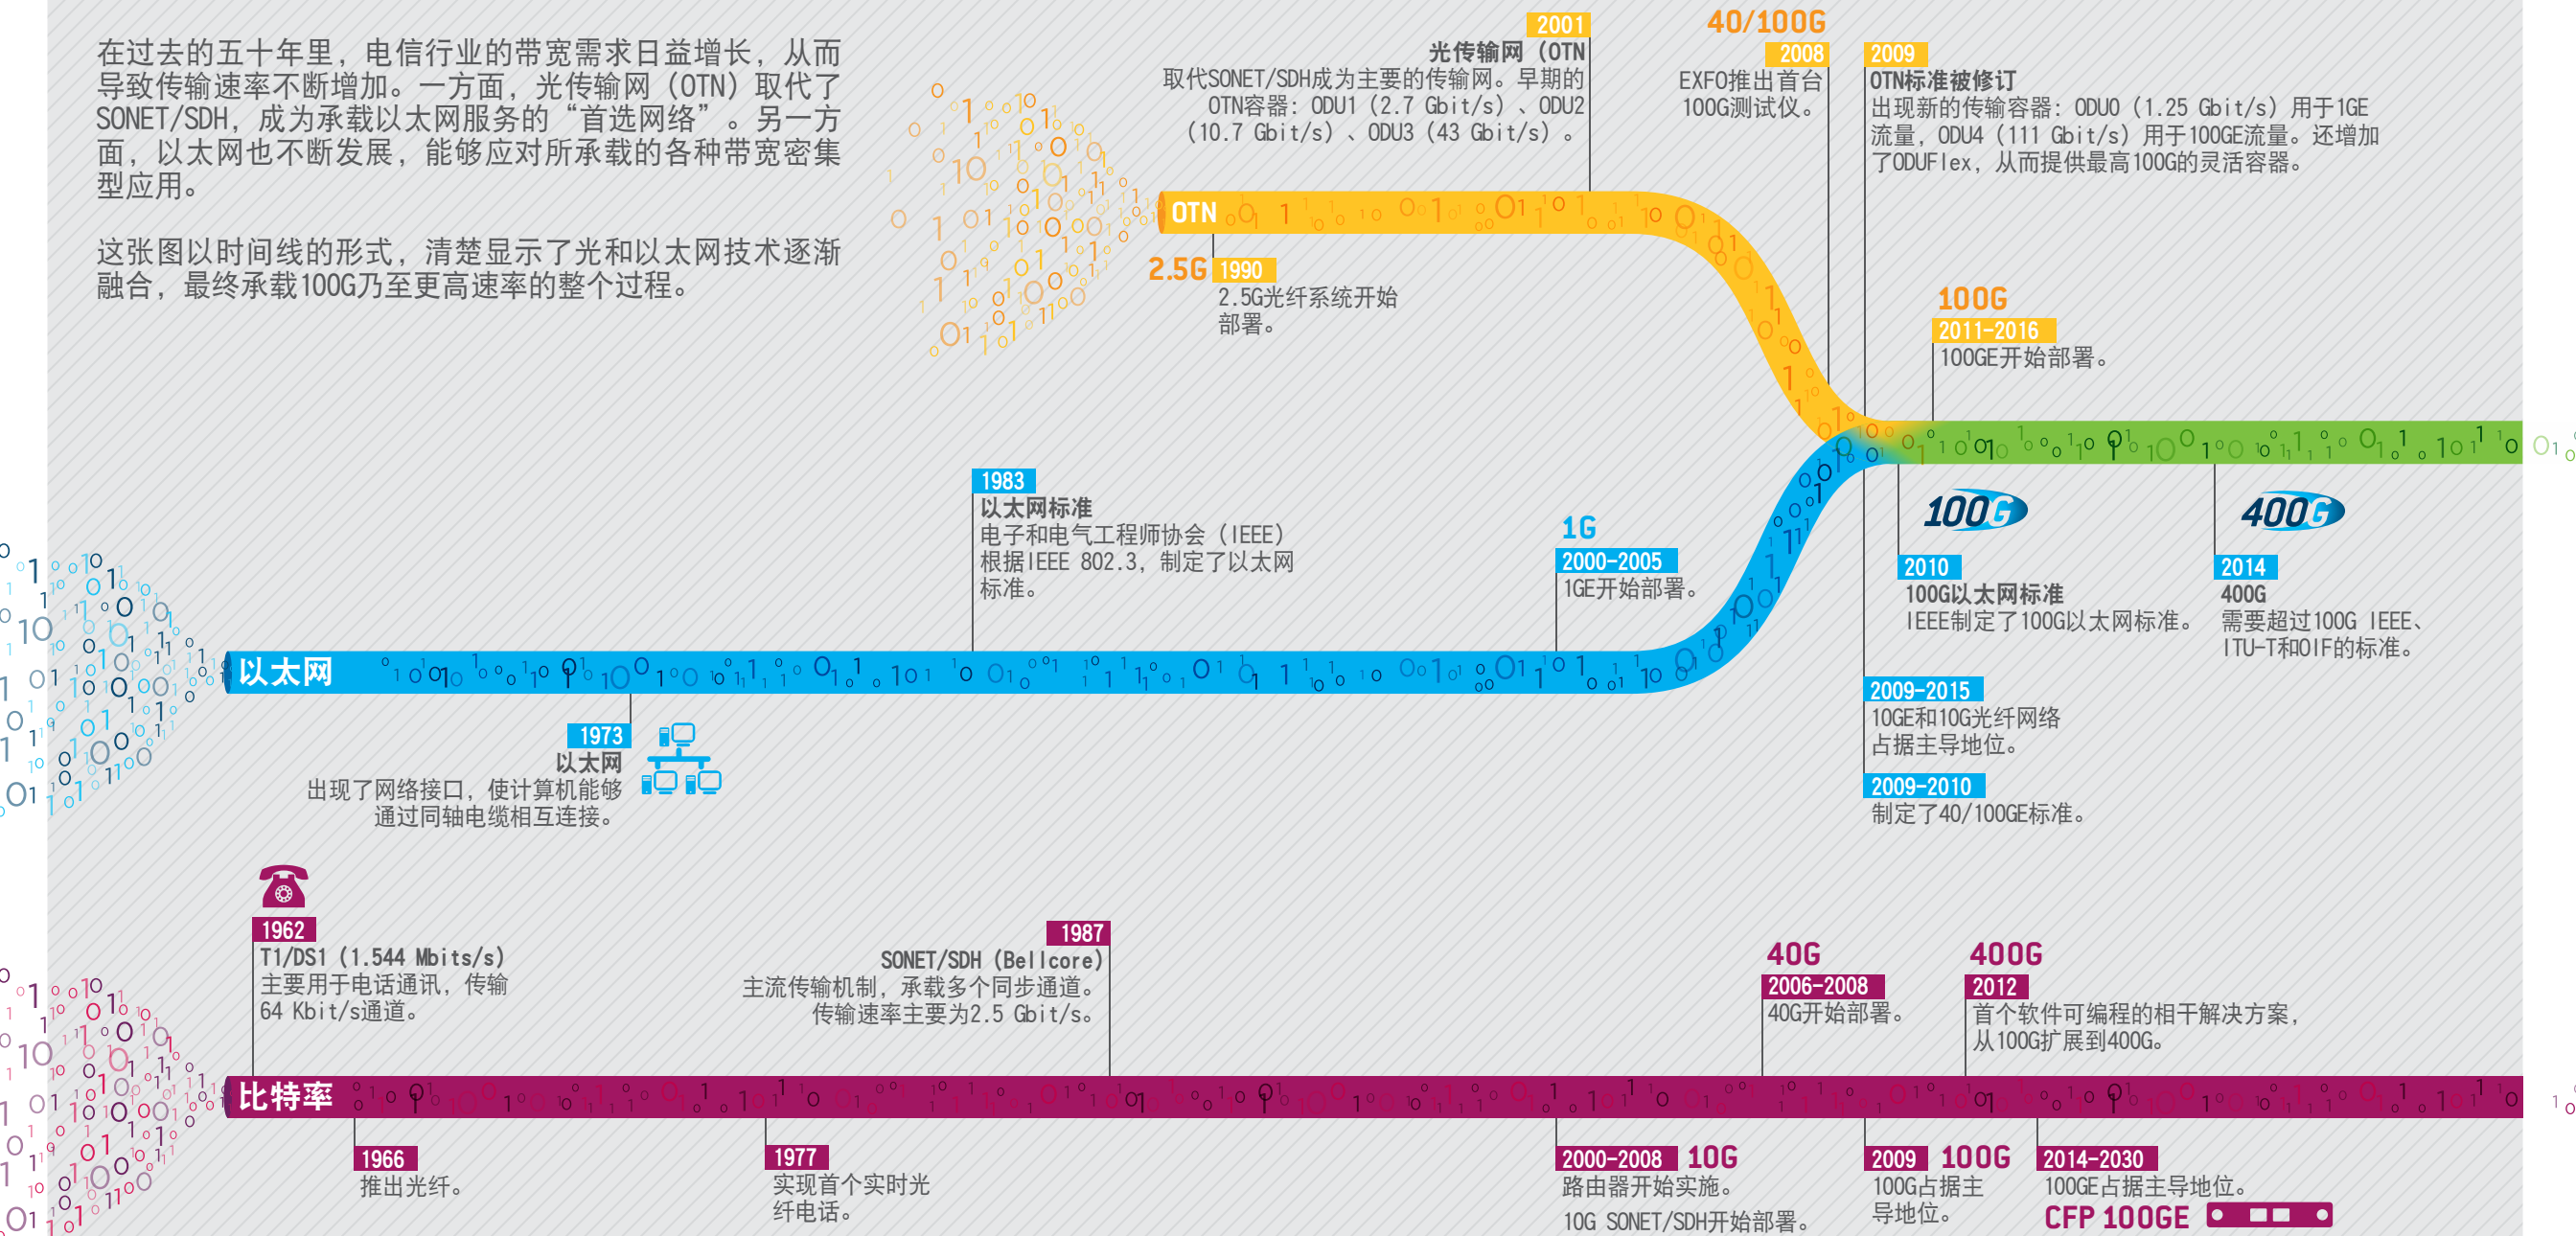 在过去的五十年里，电信行业的带宽需求日益增长，从而
导致传输速率不断增加。一方面，光传输网（OTN）取代了
SONET/SDH，成为承载以太网服务的“首选网络”。另一方
面，以太网也不断发展，能够应对所承载的各种带宽密集
型应用。
这张图以时间线的形式，清楚显示了光和以太网技术逐渐
融合，最终承载100G乃至更高速率的整个过程。
2001
光传输网（OTN
取代SONET/SDH成为主要的传输网。早期的
OTN容器：ODU1（2.7 Gbit/s）、ODU2
（10.7 Gbit/s）、ODU3（43 Gbit/s）。
40/100G
2008
EXFO推出首台
100G测试仪。
2009
OTN标准被修订
出现新的传输容器：ODU0（1.25 Gbit/s）用于1GE
流量，ODU4（111 Gbit/s）用于100GE流量。还增加
了ODUFlex，从而提供最高100G的灵活容器。
OTN
2.5G 1990
2.5G光纤系统开始
部署。
100G
2011-2016
100GE开始部署。
1983
以太网标准
电子和电气工程师协会（IEEE）
根据IEEE 802.3，制定了以太网
标准。
1G
2000-2005
1GE开始部署。
100G
2010
100G以太网标准
IEEE制定了100G以太网标准。
400G
2014
400G
需要超过100G IEEE、
ITU-T和OIF的标准。
以太网
1973
以太网
出现了网络接口，使计算机能够
通过同轴电缆相互连接。
2009-2015
10GE和10G光纤网络
占据主导地位。
2009-2010
制定了40/100GE标准。
1962
T1/DS1（1.544 Mbits/s）
主要用于电话通讯，传输
64 Kbit/s通道。
1987
SONET/SDH（Bellcore）
主流传输机制，承载多个同步通道。
传输速率主要为2.5 Gbit/s。
40G
2006-2008
40G开始部署。
400G
2012
首个软件可编程的相干解决方案，
从100G扩展到400G。
比特率
1966
推出光纤。
1977
实现首个实时光
纤电话。
2000-2008 10G
路由器开始实施。
10G SONET/SDH开始部署。
2009 100G
100G占据主
导地位。
2014-2030
100GE占据主导地位。
CFP 100GE